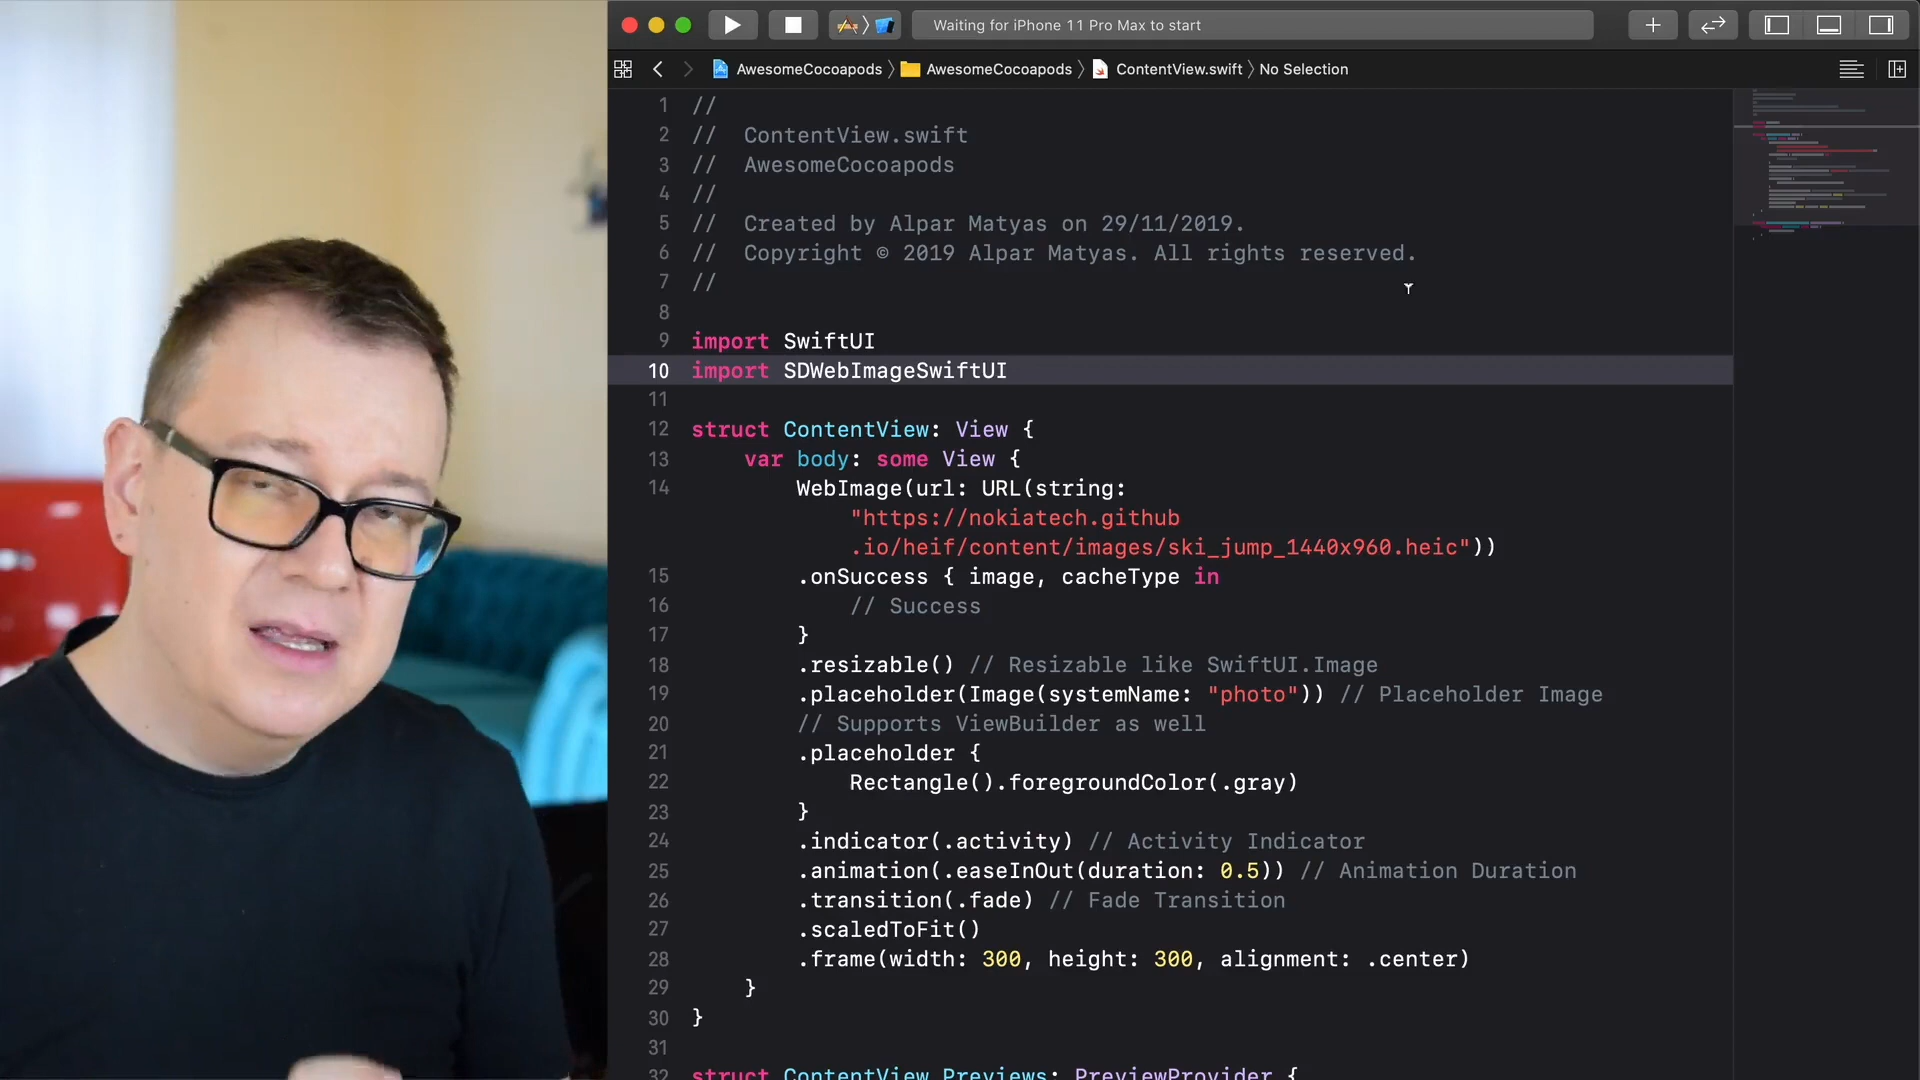 Waiting for iPhone 11 Pro Max to start
AwesomeCocoapods 〉 AwesomeCocoapods 〉 ContentView.swift 〉 No Selection
1 //
2 //  ContentView.swift
3 //  AwesomeCocoapods
4 //
5 //  Created by Alpar Matyas on 29/11/2019.
6 //  Copyright © 2019 Alpar Matyas. All rights reserved.
7 //
8
9 import SwiftUI
10 import SDWebImageSwiftUI
11
12 struct ContentView: View {
13     var body: some View {
14         WebImage(url: URL(string:
"https://nokiatech.github
.io/heif/content/images/ski_jump_1440x960.heic"))
15         .onSuccess { image, cacheType in
16             // Success
17         }
18         .resizable() // Resizable like SwiftUI.Image
19         .placeholder(Image(systemName: "photo")) // Placeholder Image
20         // Supports ViewBuilder as well
21         .placeholder {
22             Rectangle().foregroundColor(.gray)
23         }
24         .indicator(.activity) // Activity Indicator
25         .animation(.easeInOut(duration: 0.5)) // Animation Duration
26         .transition(.fade) // Fade Transition
27         .scaledToFit()
28         .frame(width: 300, height: 300, alignment: .center)
29     }
30 }
31
32 struct ContentView_Previews: PreviewProvider {